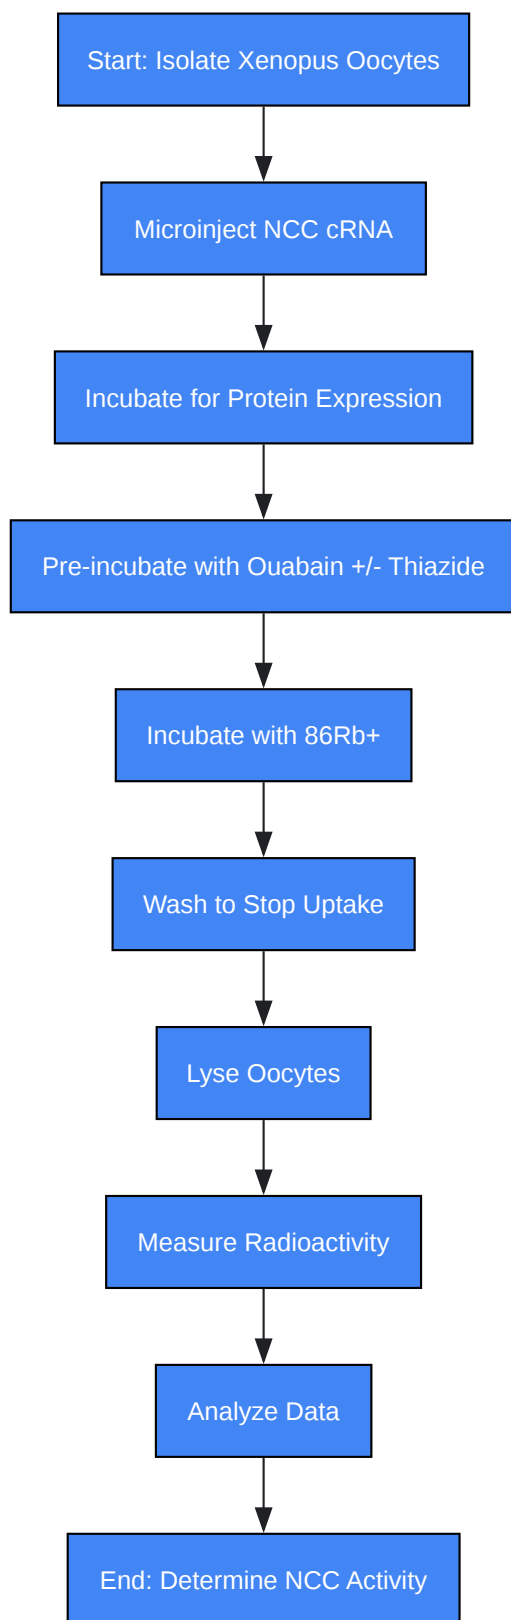 Start: Isolate Xenopus Oocytes
Microinject NCC cRNA
Incubate for Protein Expression
Pre-incubate with Ouabain +/- Thiazide
Incubate with 86Rb+
Wash to Stop Uptake
Lyse Oocytes
Measure Radioactivity
Analyze Data
End: Determine NCC Activity